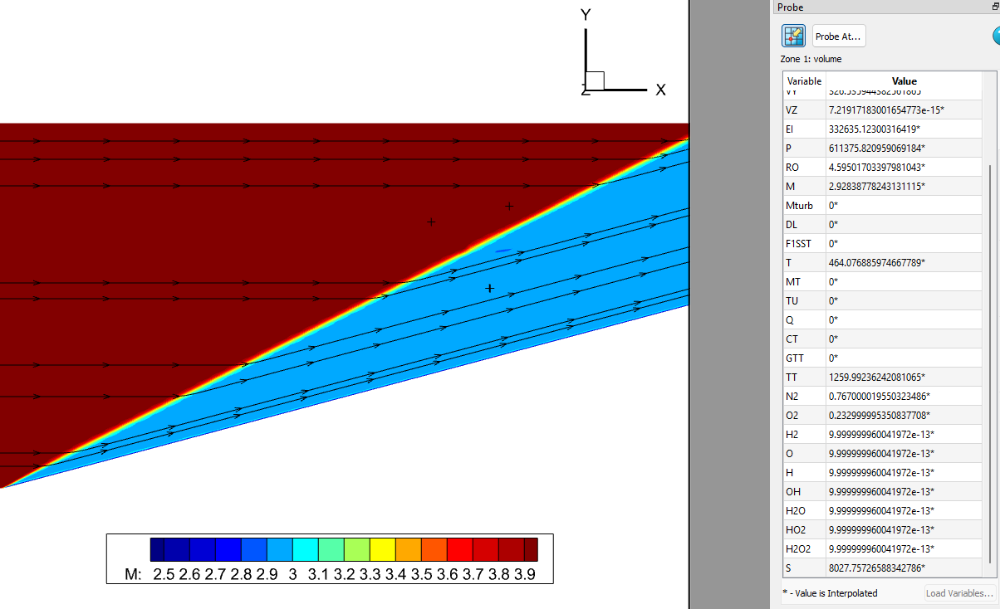 Y
Z
X
M: 2.5 2.6 2.7 2.8 2.9 3 3.1 3.2 3.3 3.4 3.5 3.6 3.7 3.8 3.9
Probe
Probe At...
Zone 1: volume
Variable Value
VY 326.535944382561865
VZ 7.21917183001654773e-15*
EI 332635.12300316419*
P 611375.820959069184*
RO 4.59501703397981043*
M 2.92838778243131115*
Mturb 0*
DL 0*
F1SST 0*
T 464.076885974667789*
MT 0*
TU 0*
Q 0*
CT 0*
GTT 0*
TT 1259.99236242081065*
N2 0.767000019550323486*
O2 0.232999995350837708*
H2 9.999999960041972e-13*
O 9.999999960041972e-13*
H 9.999999960041972e-13*
OH 9.999999960041972e-13*
H2O 9.999999960041972e-13*
HO2 9.999999960041972e-13*
H2O2 9.999999960041972e-13*
S 8027.75726588342786*
* - Value is Interpolated
Load Variables...